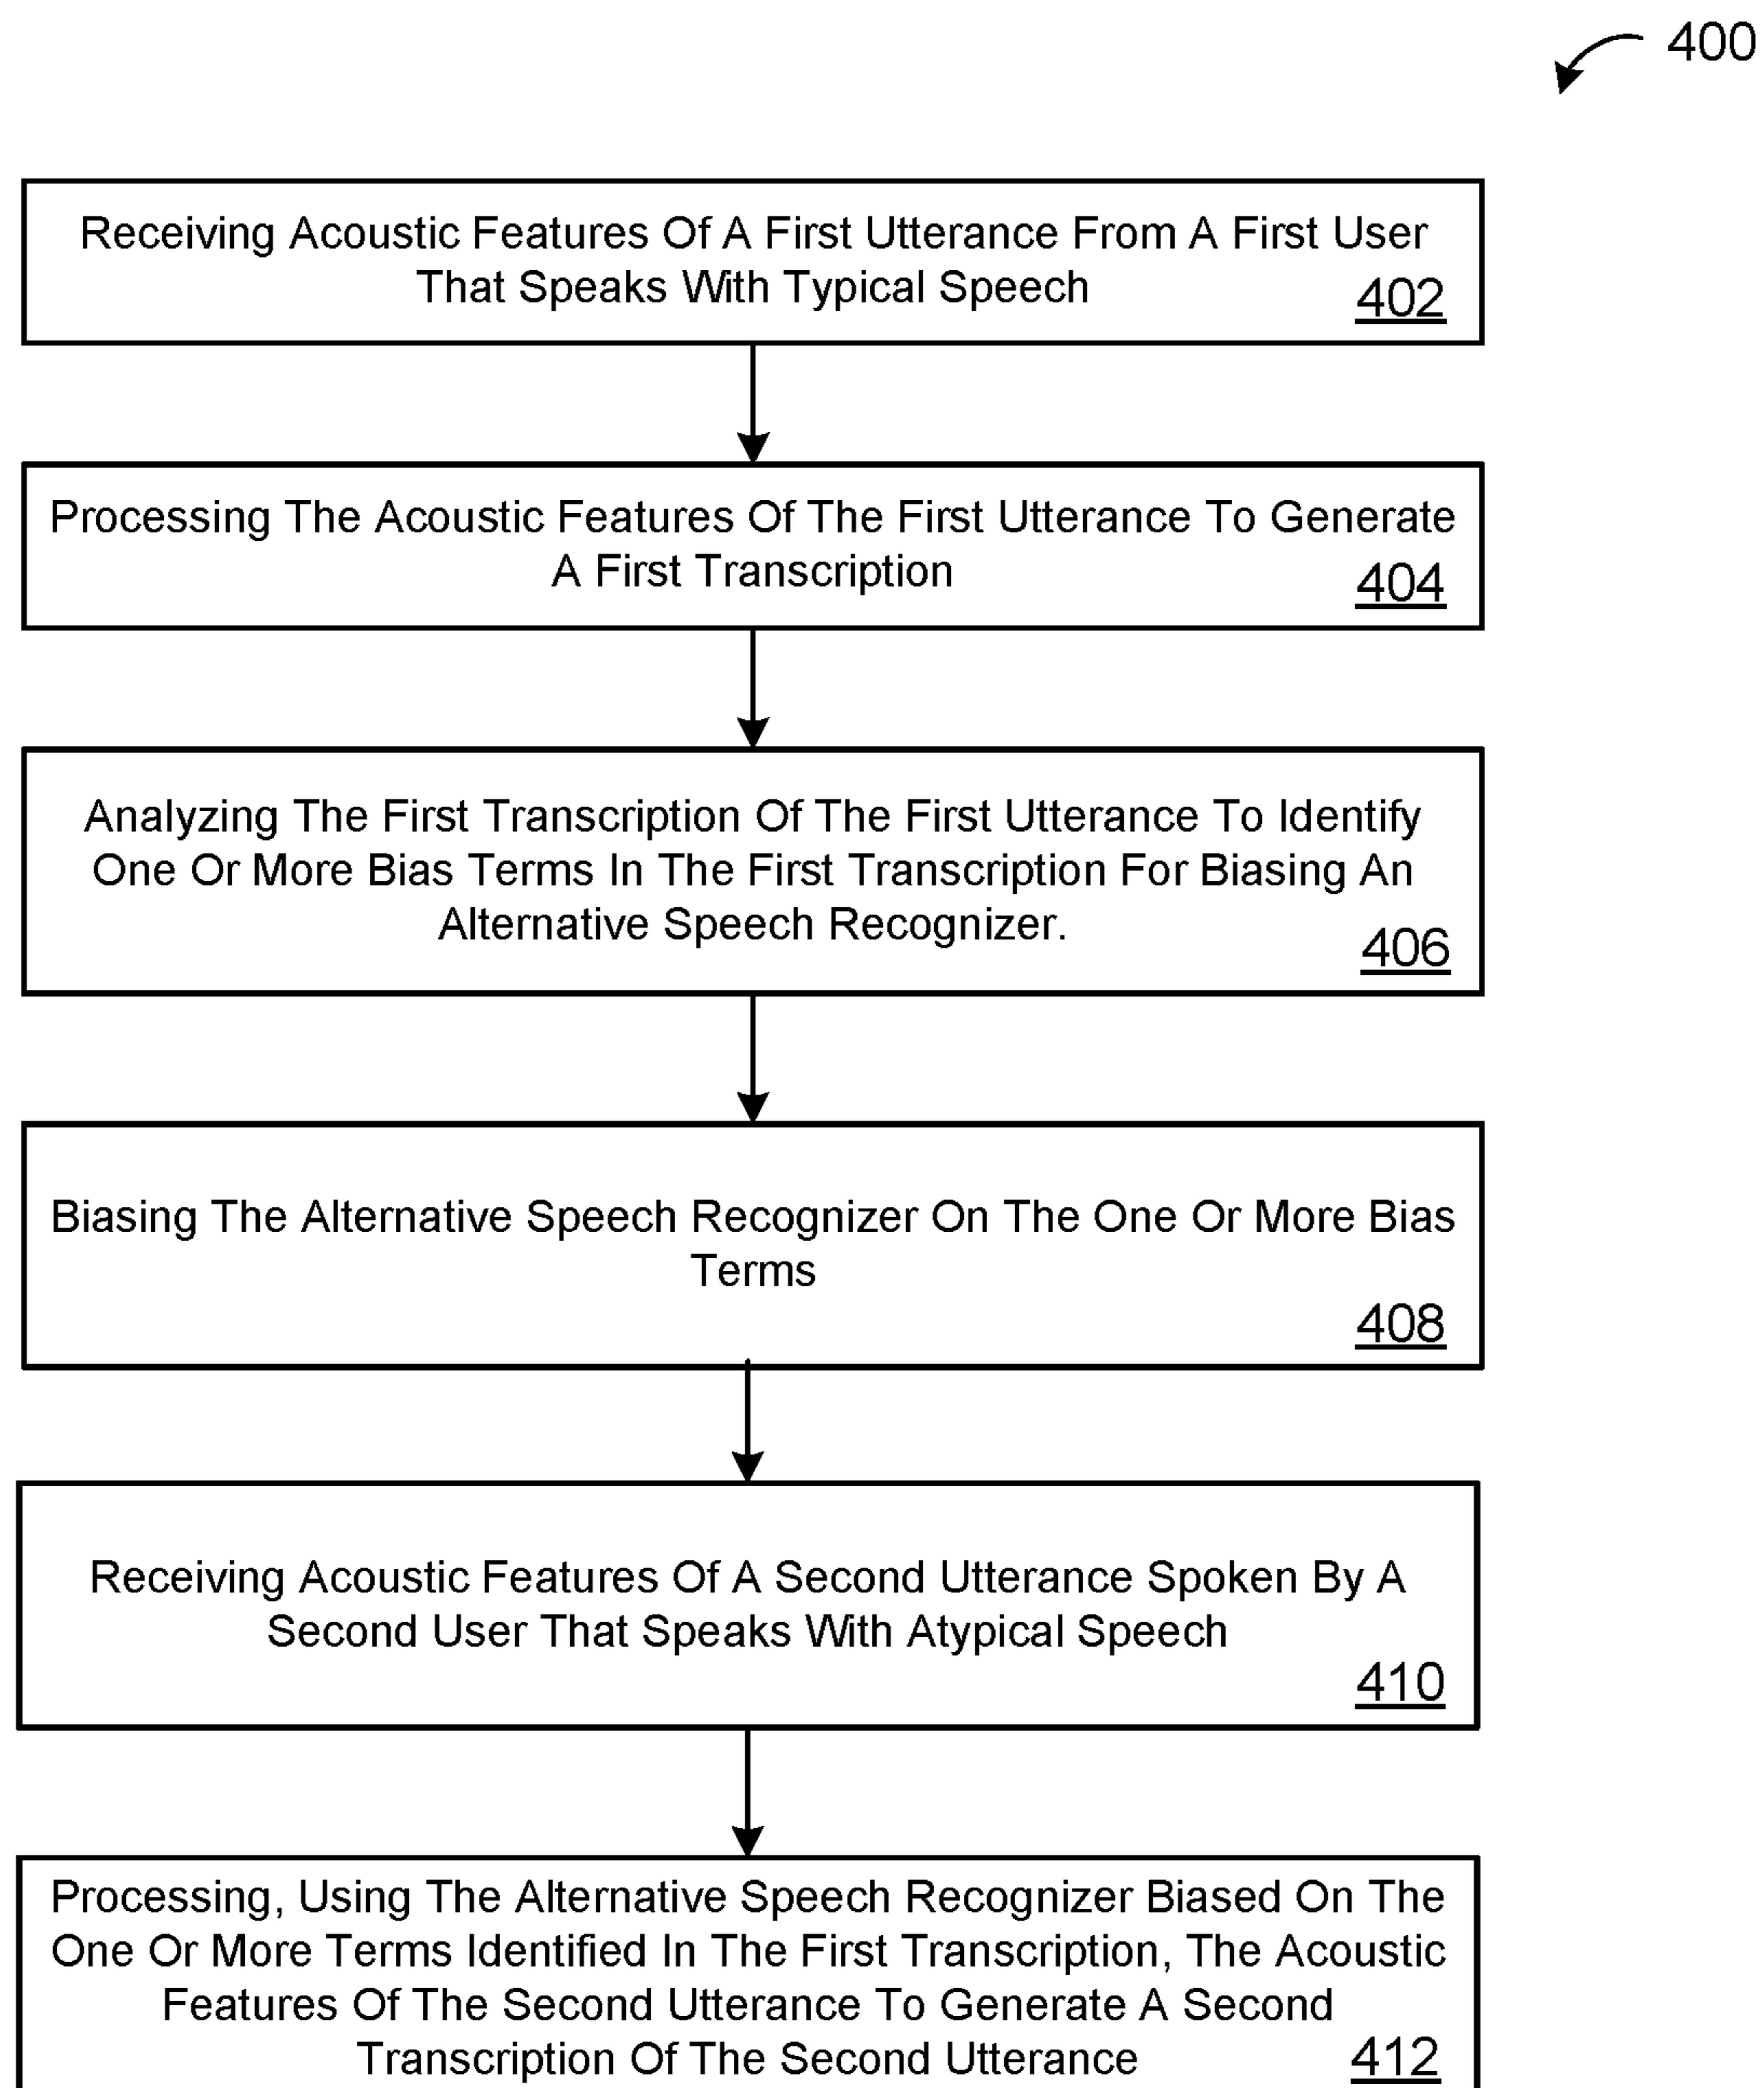 400
Receiving Acoustic Features Of A First Utterance From A First User
That Speaks With Typical Speech
402
Processing The Acoustic Features Of The First Utterance To Generate
A First Transcription
404
Analyzing The First Transcription Of The First Utterance To Identify
One Or More Bias Terms In The First Transcription For Biasing An
Alternative Speech Recognizer.
406
Biasing The Alternative Speech Recognizer On The One Or More Bias
Terms
408
Receiving Acoustic Features Of A Second Utterance Spoken By A
Second User That Speaks With Atypical Speech
410
Processing, Using The Alternative Speech Recognizer Biased On The
One Or More Terms Identified In The First Transcription, The Acoustic
Features Of The Second Utterance To Generate A Second
Transcription Of The Second Utterance
412